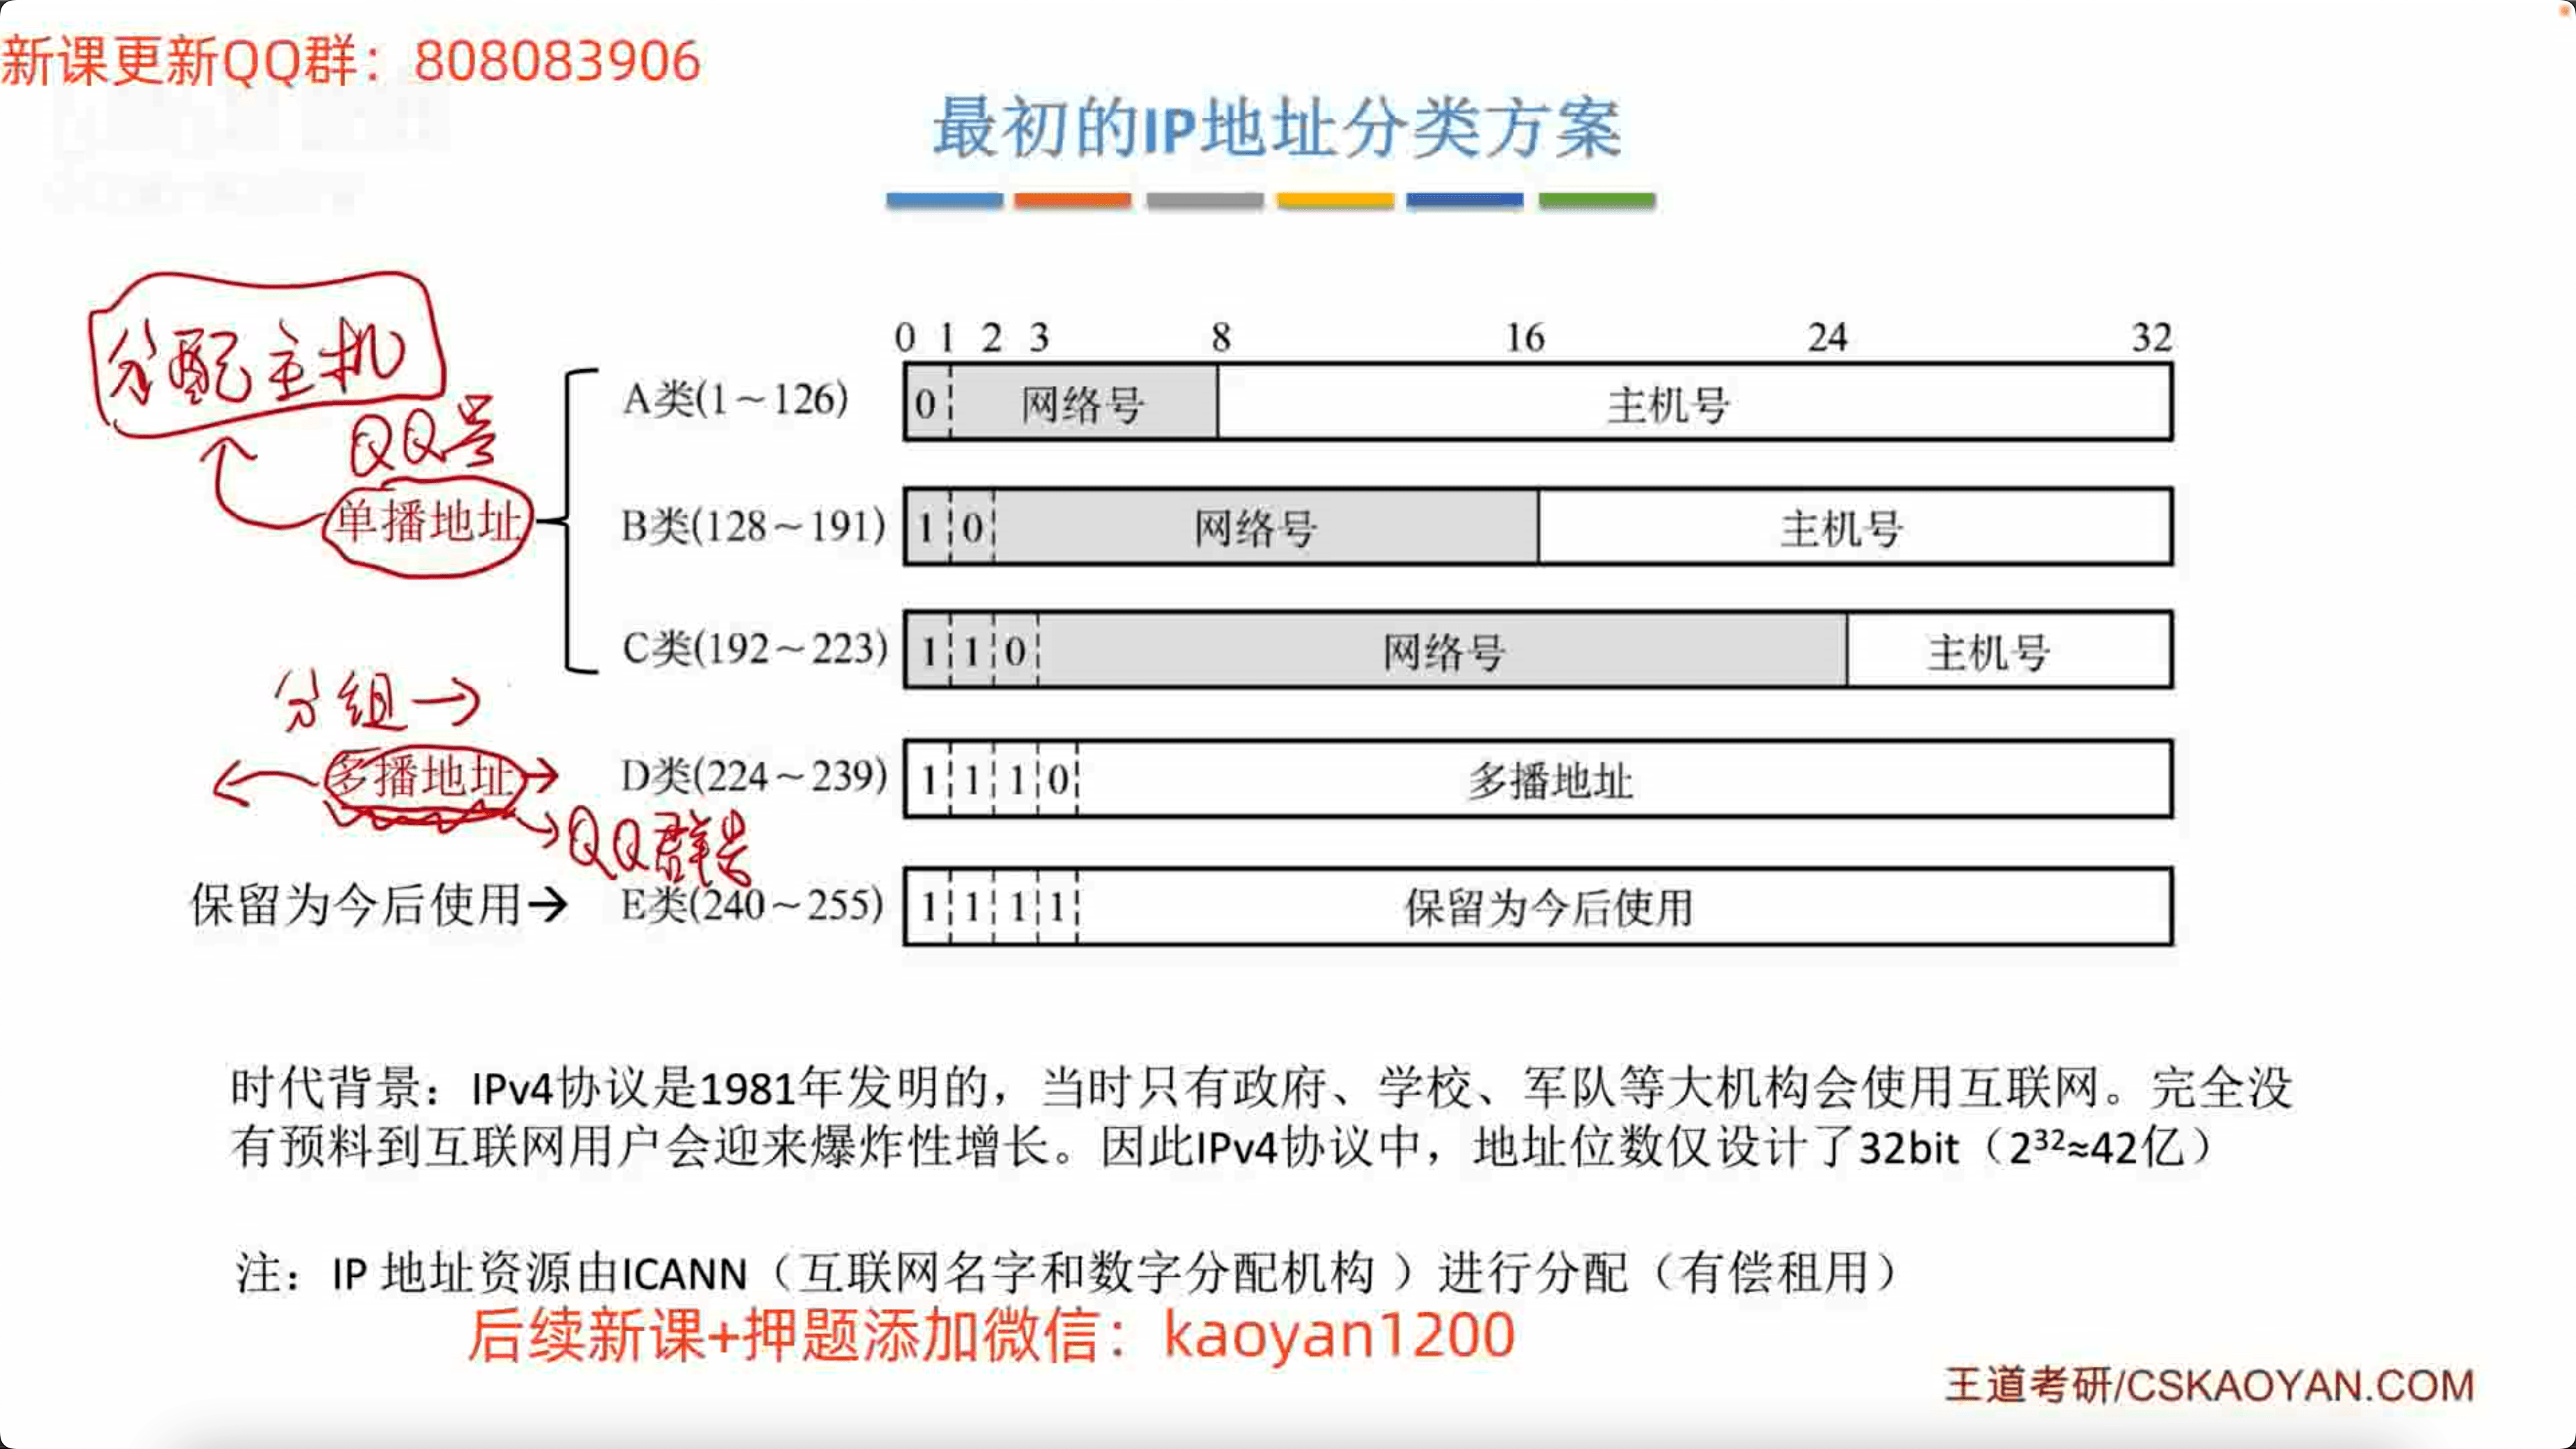 新课更新QQ群：808083906
最初的IP地址分类方案
分配主机
QQ号
单播地址
0 1 2 3 8 16 24 32
A类(1～126) 0 网络号 主机号
B类(128～191) 1 0 网络号 主机号
C类(192～223) 1 1 0 网络号 主机号
分组→
多播地址→ D类(224～239) 1 1 1 0 多播地址
QQ群号
保留为今后使用→ E类(240～255) 1 1 1 1 保留为今后使用
时代背景：IPv4协议是1981年发明的，当时只有政府、学校、军队等大机构会使用互联网。完全没
有预料到互联网用户会迎来爆炸性增长。因此IPv4协议中，地址位数仅设计了32bit（2³²≈42亿）
注：IP 地址资源由ICANN（互联网名字和数字分配机构 ）进行分配（有偿租用）
后续新课+押题添加微信：kaoyan1200
王道考研/CSKAOYAN.COM